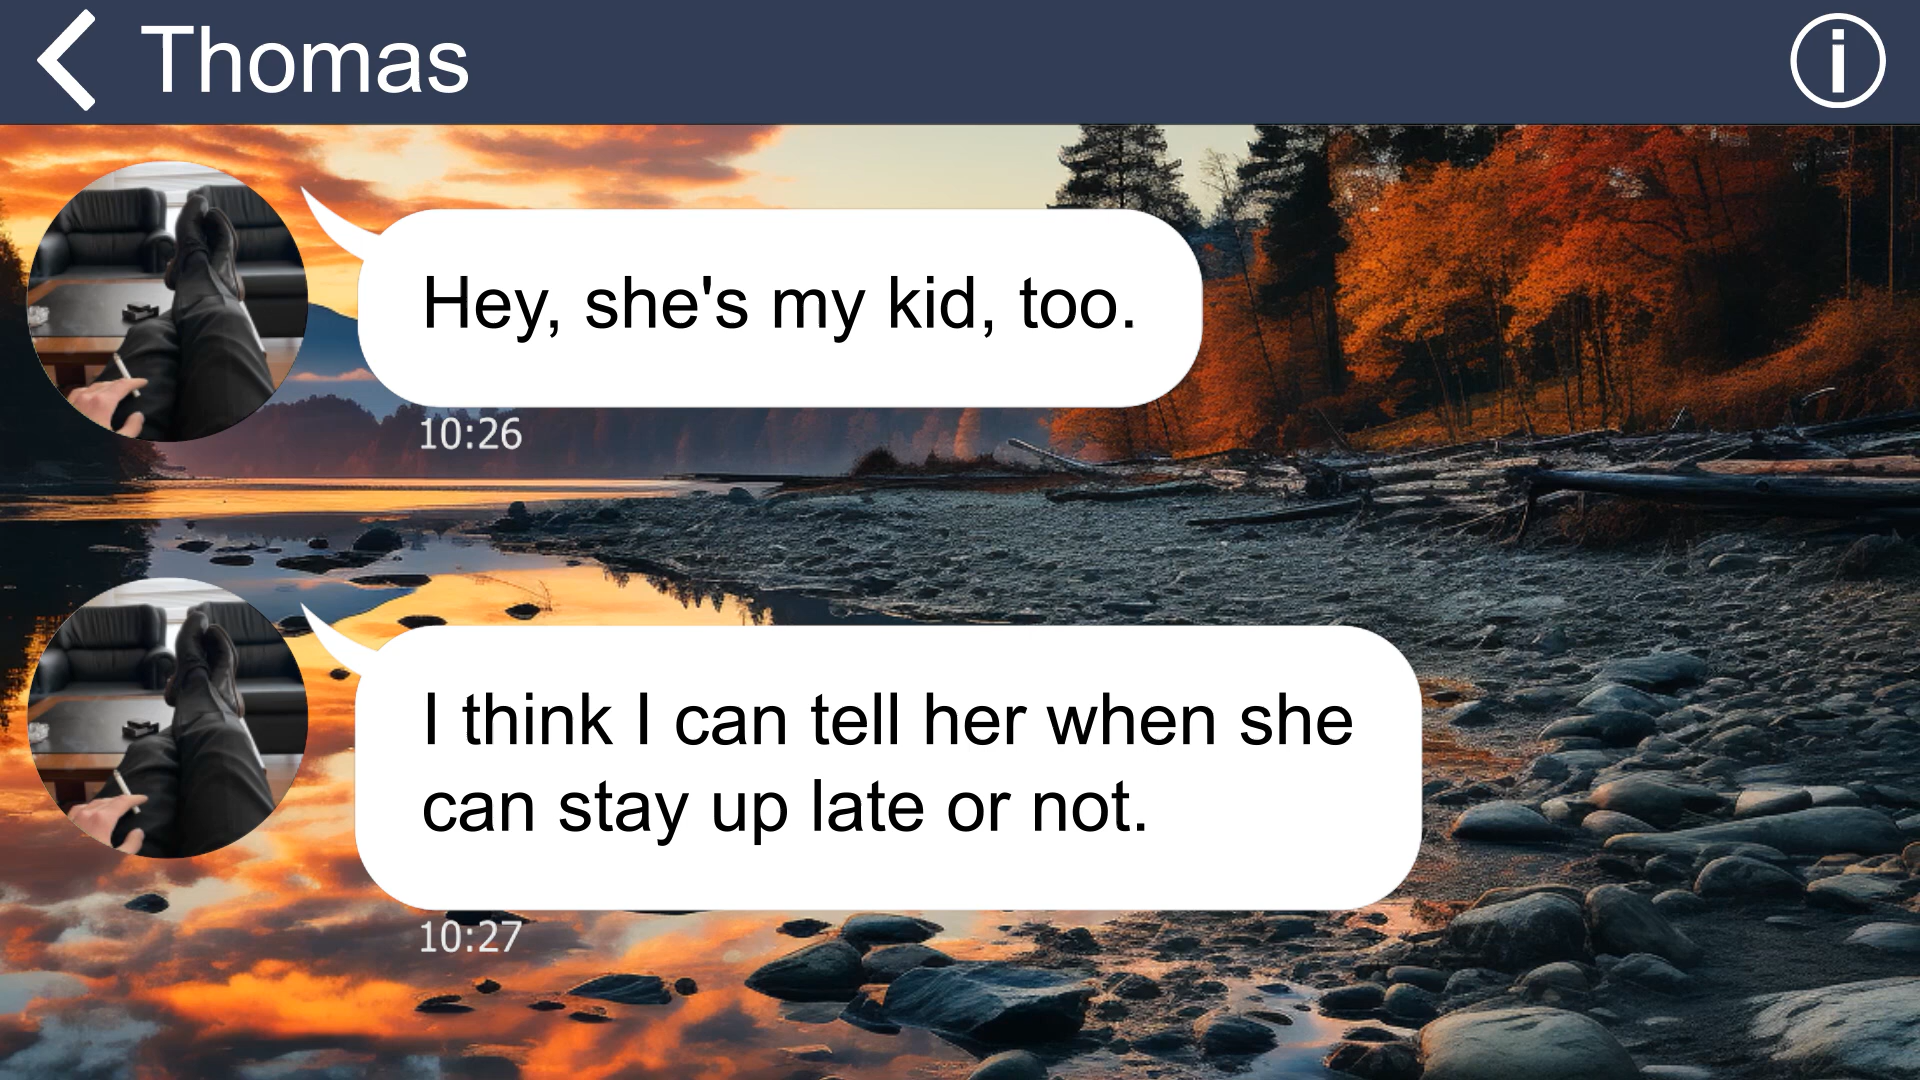 Thomas
Hey, she's my kid, too.
10:26
I think I can tell her when she
can stay up late or not.
10:27